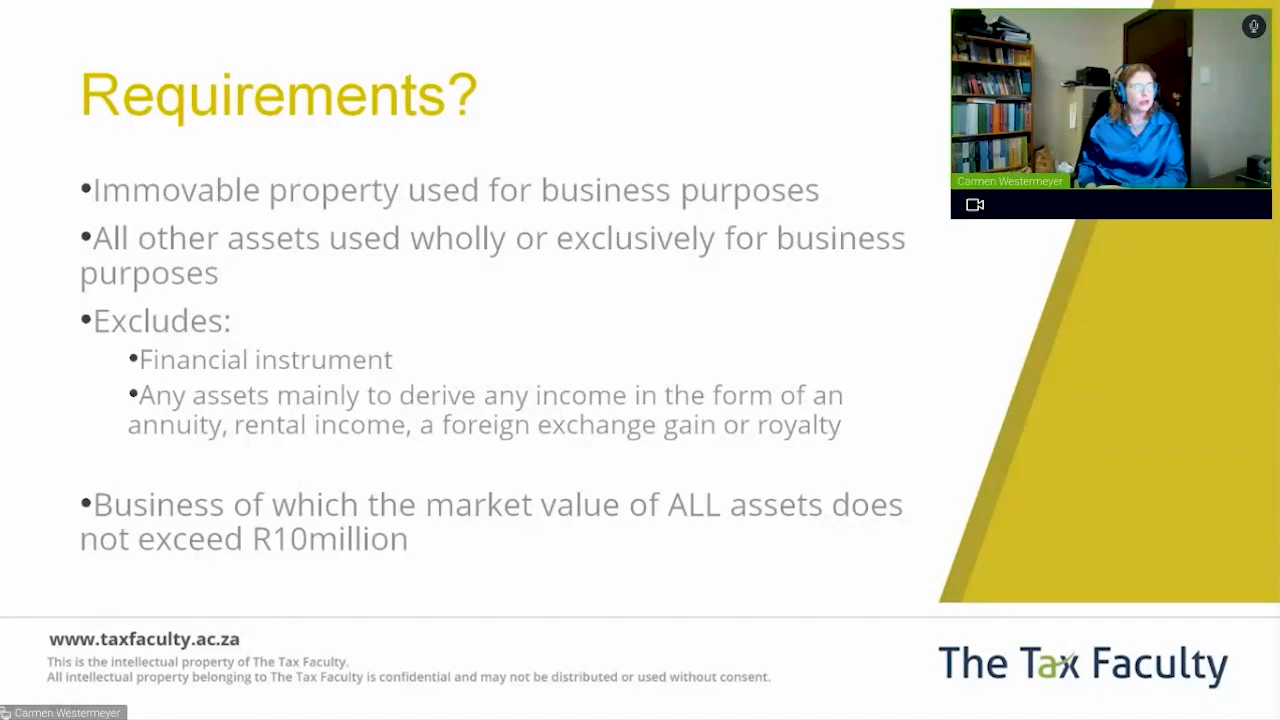 Requirements?
•Immovable property used for business purposes
•All other assets used wholly or exclusively for business
purposes
•Excludes:
•Financial instrument
•Any assets mainly to derive any income in the form of an
annuity, rental income, a foreign exchange gain or royalty
•Business of which the market value of ALL assets does
not exceed R10million
Carmen Westermeyer
www.taxfaculty.ac.za
This is the intellectual property of The Tax Faculty.
All intellectual property belonging to The Tax Faculty is confidential and may not be distributed or used without consent.
The Tax Faculty
Carmen Westermeyer